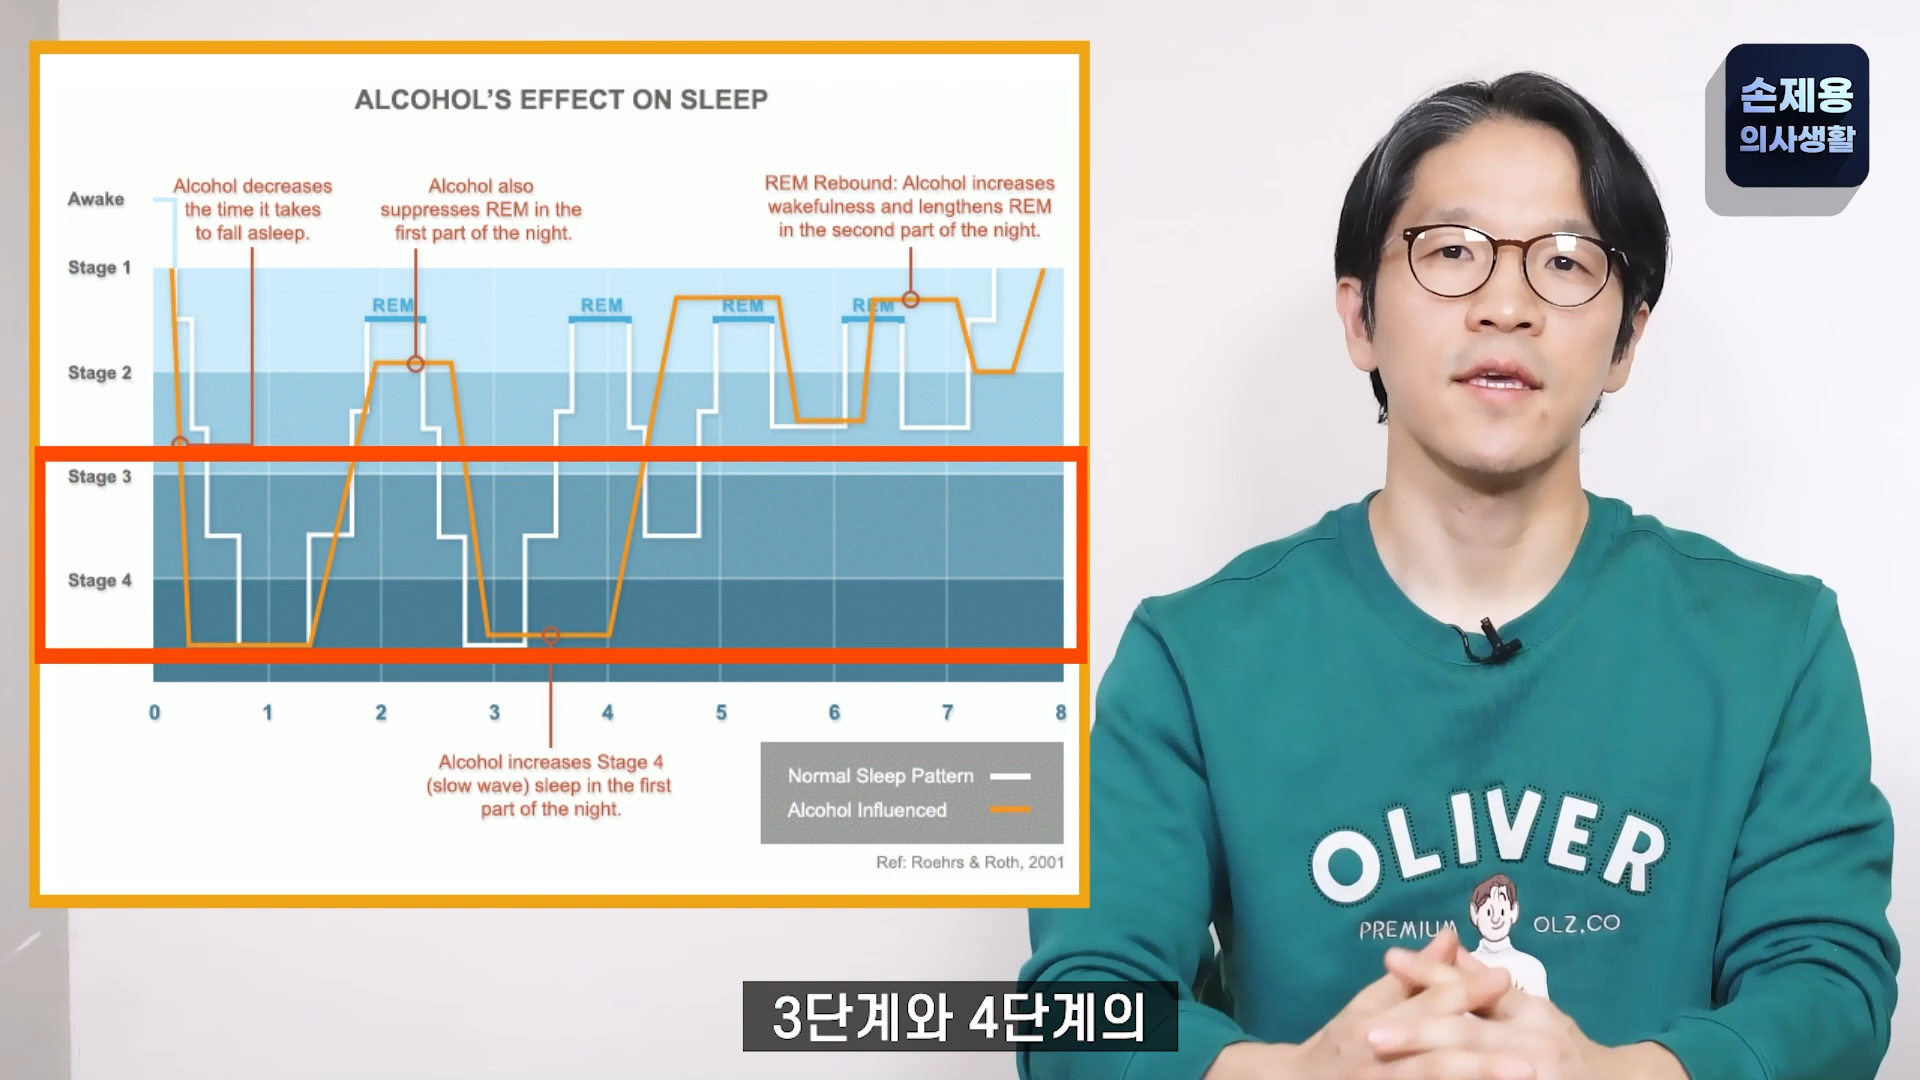 ALCOHOL'S EFFECT ON SLEEP
손제용
의사생활
Alcohol decreases
the time it takes
to fall asleep.
Alcohol also
suppresses REM in the
first part of the night.
REM Rebound: Alcohol increases
wakefulness and lengthens REM
in the second part of the night.
Awake
Stage 1
REM REM REM REM
Stage 2
Stage 3
Stage 4
0 1 2 3 4 5 6 7 8
Alcohol increases Stage 4
(slow wave) sleep in the first
part of the night.
Normal Sleep Pattern
Alcohol Influenced
Ref: Roehrs & Roth, 2001
OLIVER
PREMIUM OLZ.CO
3단계와 4단계의